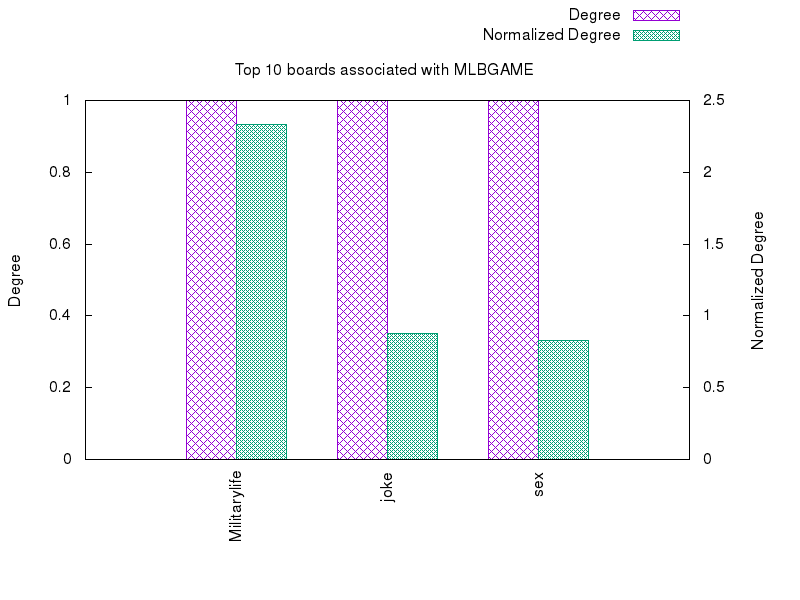 Degree
Normalized Degree
Top 10 boards associated with MLBGAME
1
0.8
0.6
0.4
0.2
0
2.5
2
1.5
1
0.5
0
Degree
Normalized Degree
Militarylife
joke
sex